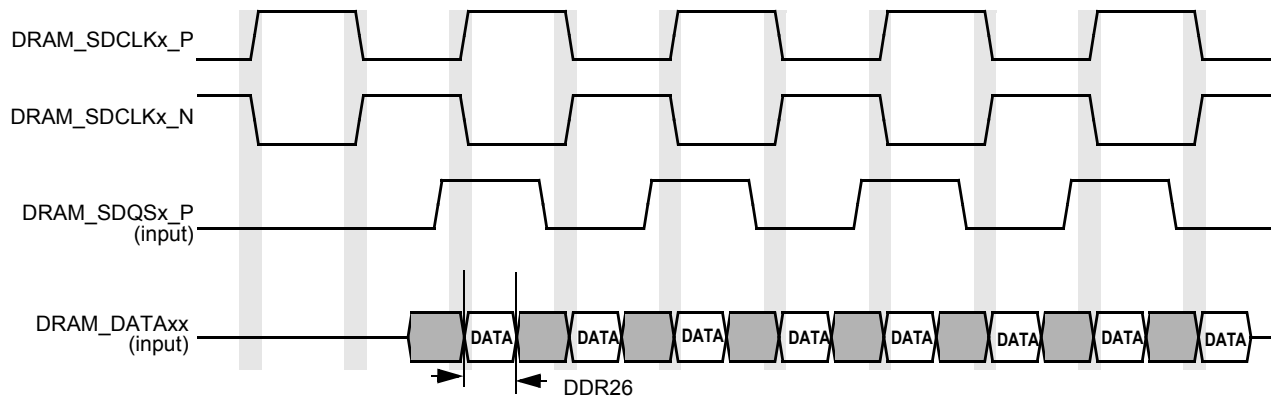 DRAM_SDCLKx_P
DRAM_SDCLKx_N
DRAM_SDQSx_P
(input)
DRAM_DATAxx
(input)
DATA DATA DATA DATA DATA DATA DATA DATA
DDR26